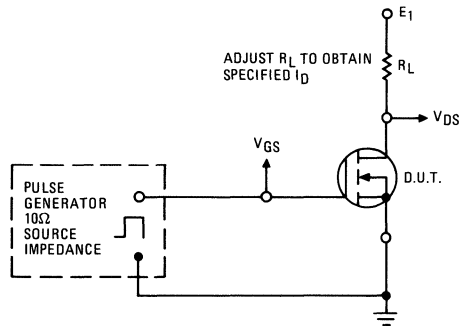 E1
ADJUST RL TO OBTAIN
SPECIFIED ID
RL
VDS
VGS
D.U.T.
PULSE
GENERATOR
10Ω
SOURCE
IMPEDANCE